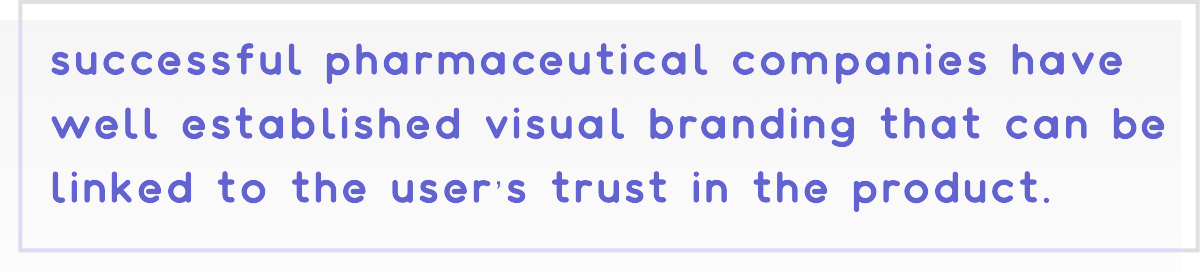 successful pharmaceutical companies have
well established visual branding that can be
linked to the user's trust in the product.